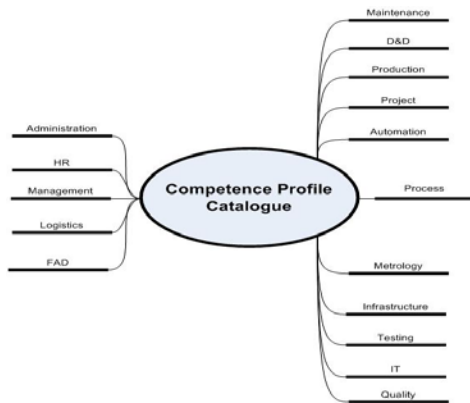 Maintenance
D&D
Production
Project
Automation
Process
Metrology
Infrastructure
Testing
IT
Quality
Administration
HR
Management
Logistics
FAD
Competence Profile
Catalogue